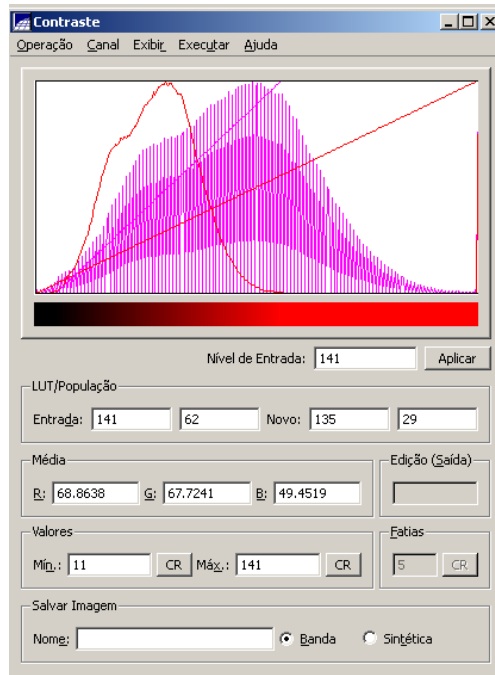 Contraste
Operação Canal Exibir Executar Ajuda
Nível de Entrada: 141 Aplicar
LUT/População
Entrada: 141 62 Novo: 135 29
Média Edição (Saída)
R: 68.8638 G: 67.7241 B: 49.4519
Valores Fatias
Mín.: 11 CR Máx.: 141 CR 5 CR
Salvar Imagem
Nome: Banda Sintética